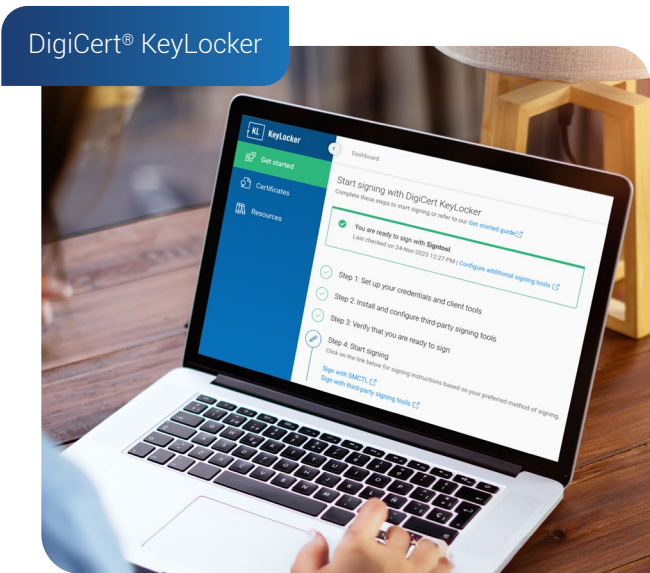 DigiCert® KeyLocker
KL KeyLocker
Get started
Certificates
Resources
Dashboard
Start signing with DigiCert KeyLocker
Complete these steps to start signing or refer to our Get started guide
You are ready to sign with Signtool.
Last checked on 24-Nov-2023 12:27 PM | Configure additional signing tools
Step 1: Set up your credentials and client tools
Step 2: Install and configure third-party signing tools
Step 3: Verify that you are ready to sign
Step 4: Start signing
Click on the link below for signing instructions based on your preferred method of signing.
Sign with SMCTL
Sign with third-party signing tools